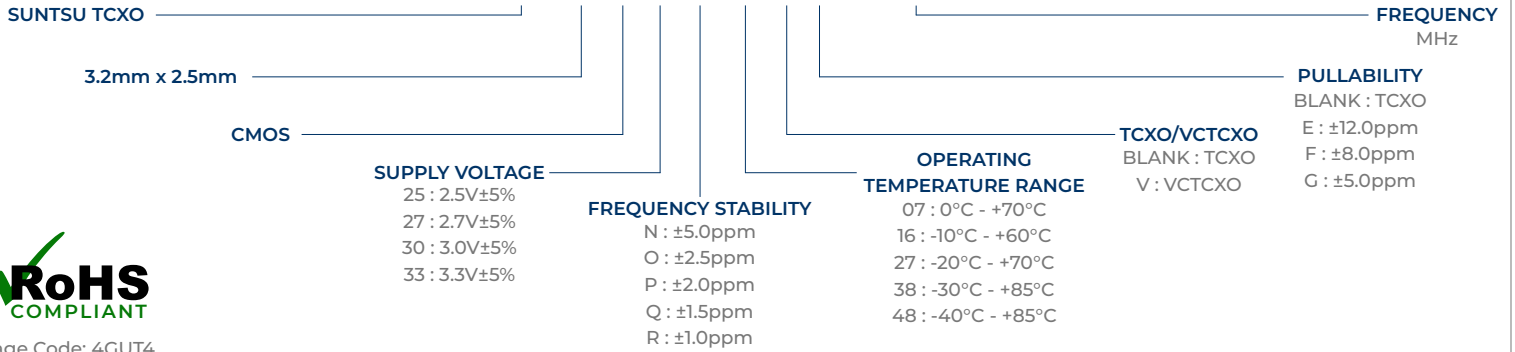 SUNTSU TCXO
FREQUENCY
MHz
3.2mm x 2.5mm
PULLABILITY
BLANK : TCXO
E : ±12.0ppm
F : ±8.0ppm
G : ±5.0ppm
CMOS
TCXO/VCTCXO
BLANK : TCXO
V : VCTCXO
SUPPLY VOLTAGE
25 : 2.5V±5%
27 : 2.7V±5%
30 : 3.0V±5%
33 : 3.3V±5%
FREQUENCY STABILITY
N : ±5.0ppm
O : ±2.5ppm
P : ±2.0ppm
Q : ±1.5ppm
R : ±1.0ppm
OPERATING
TEMPERATURE RANGE
07 : 0°C - +70°C
16 : -10°C - +60°C
27 : -20°C - +70°C
38 : -30°C - +85°C
48 : -40°C - +85°C
RoHS
COMPLIANT
Code: 4GUT4